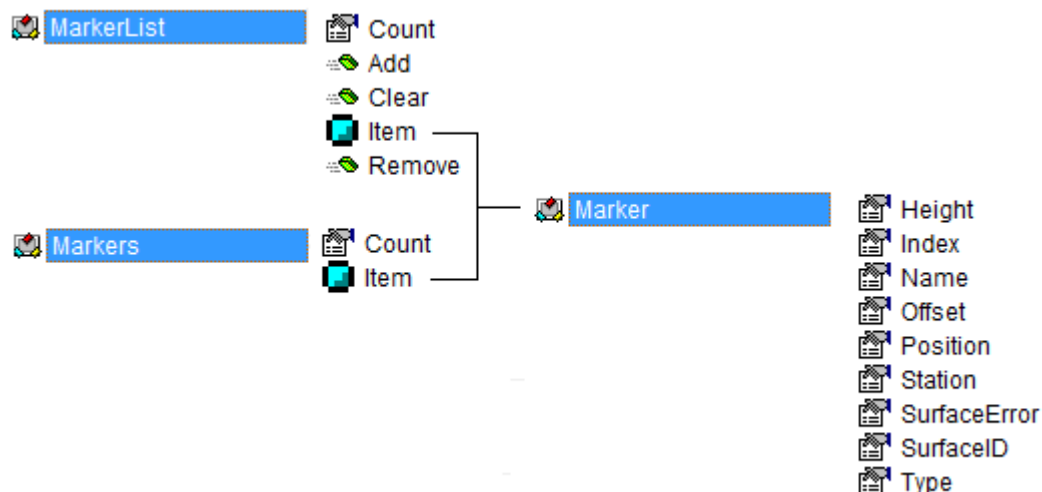 MarkerList
Count
Add
Clear
Item
Remove
Markers
Count
Item
Marker
Height
Index
Name
Offset
Position
Station
SurfaceError
SurfaceID
Type